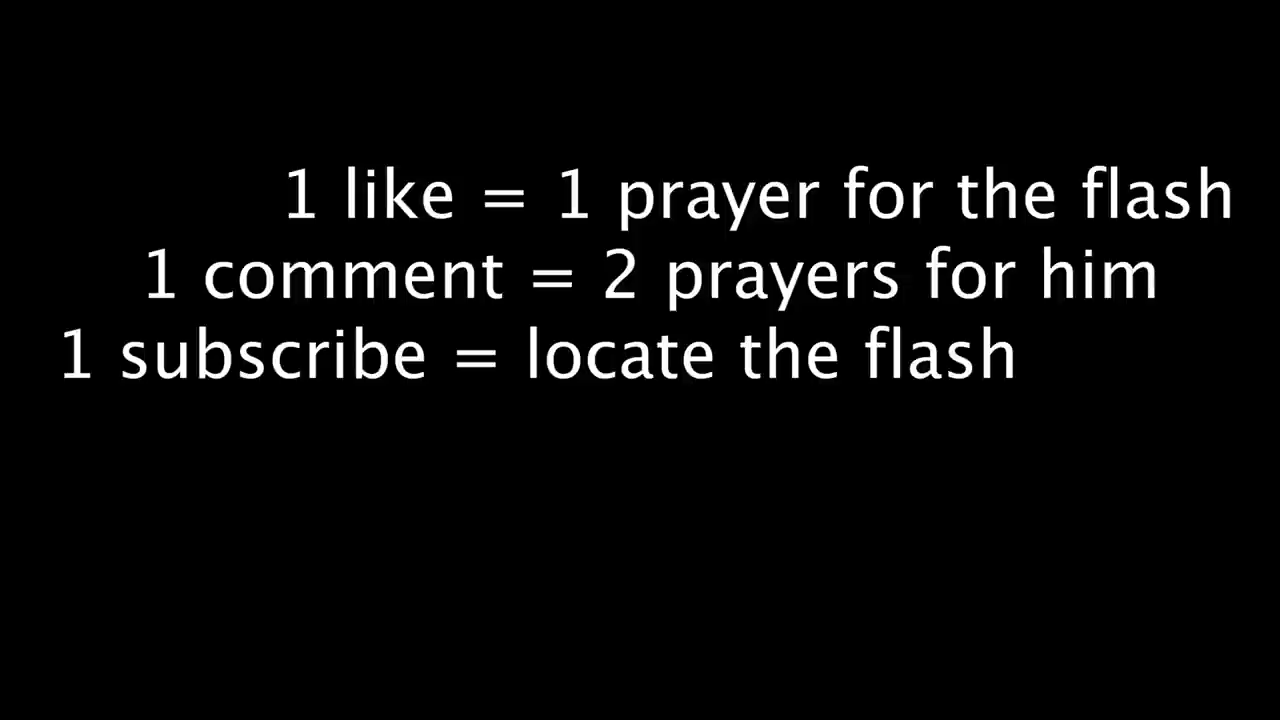 1 like = 1 prayer for the flash
1 comment = 2 prayers for him
1 subscribe = locate the flash